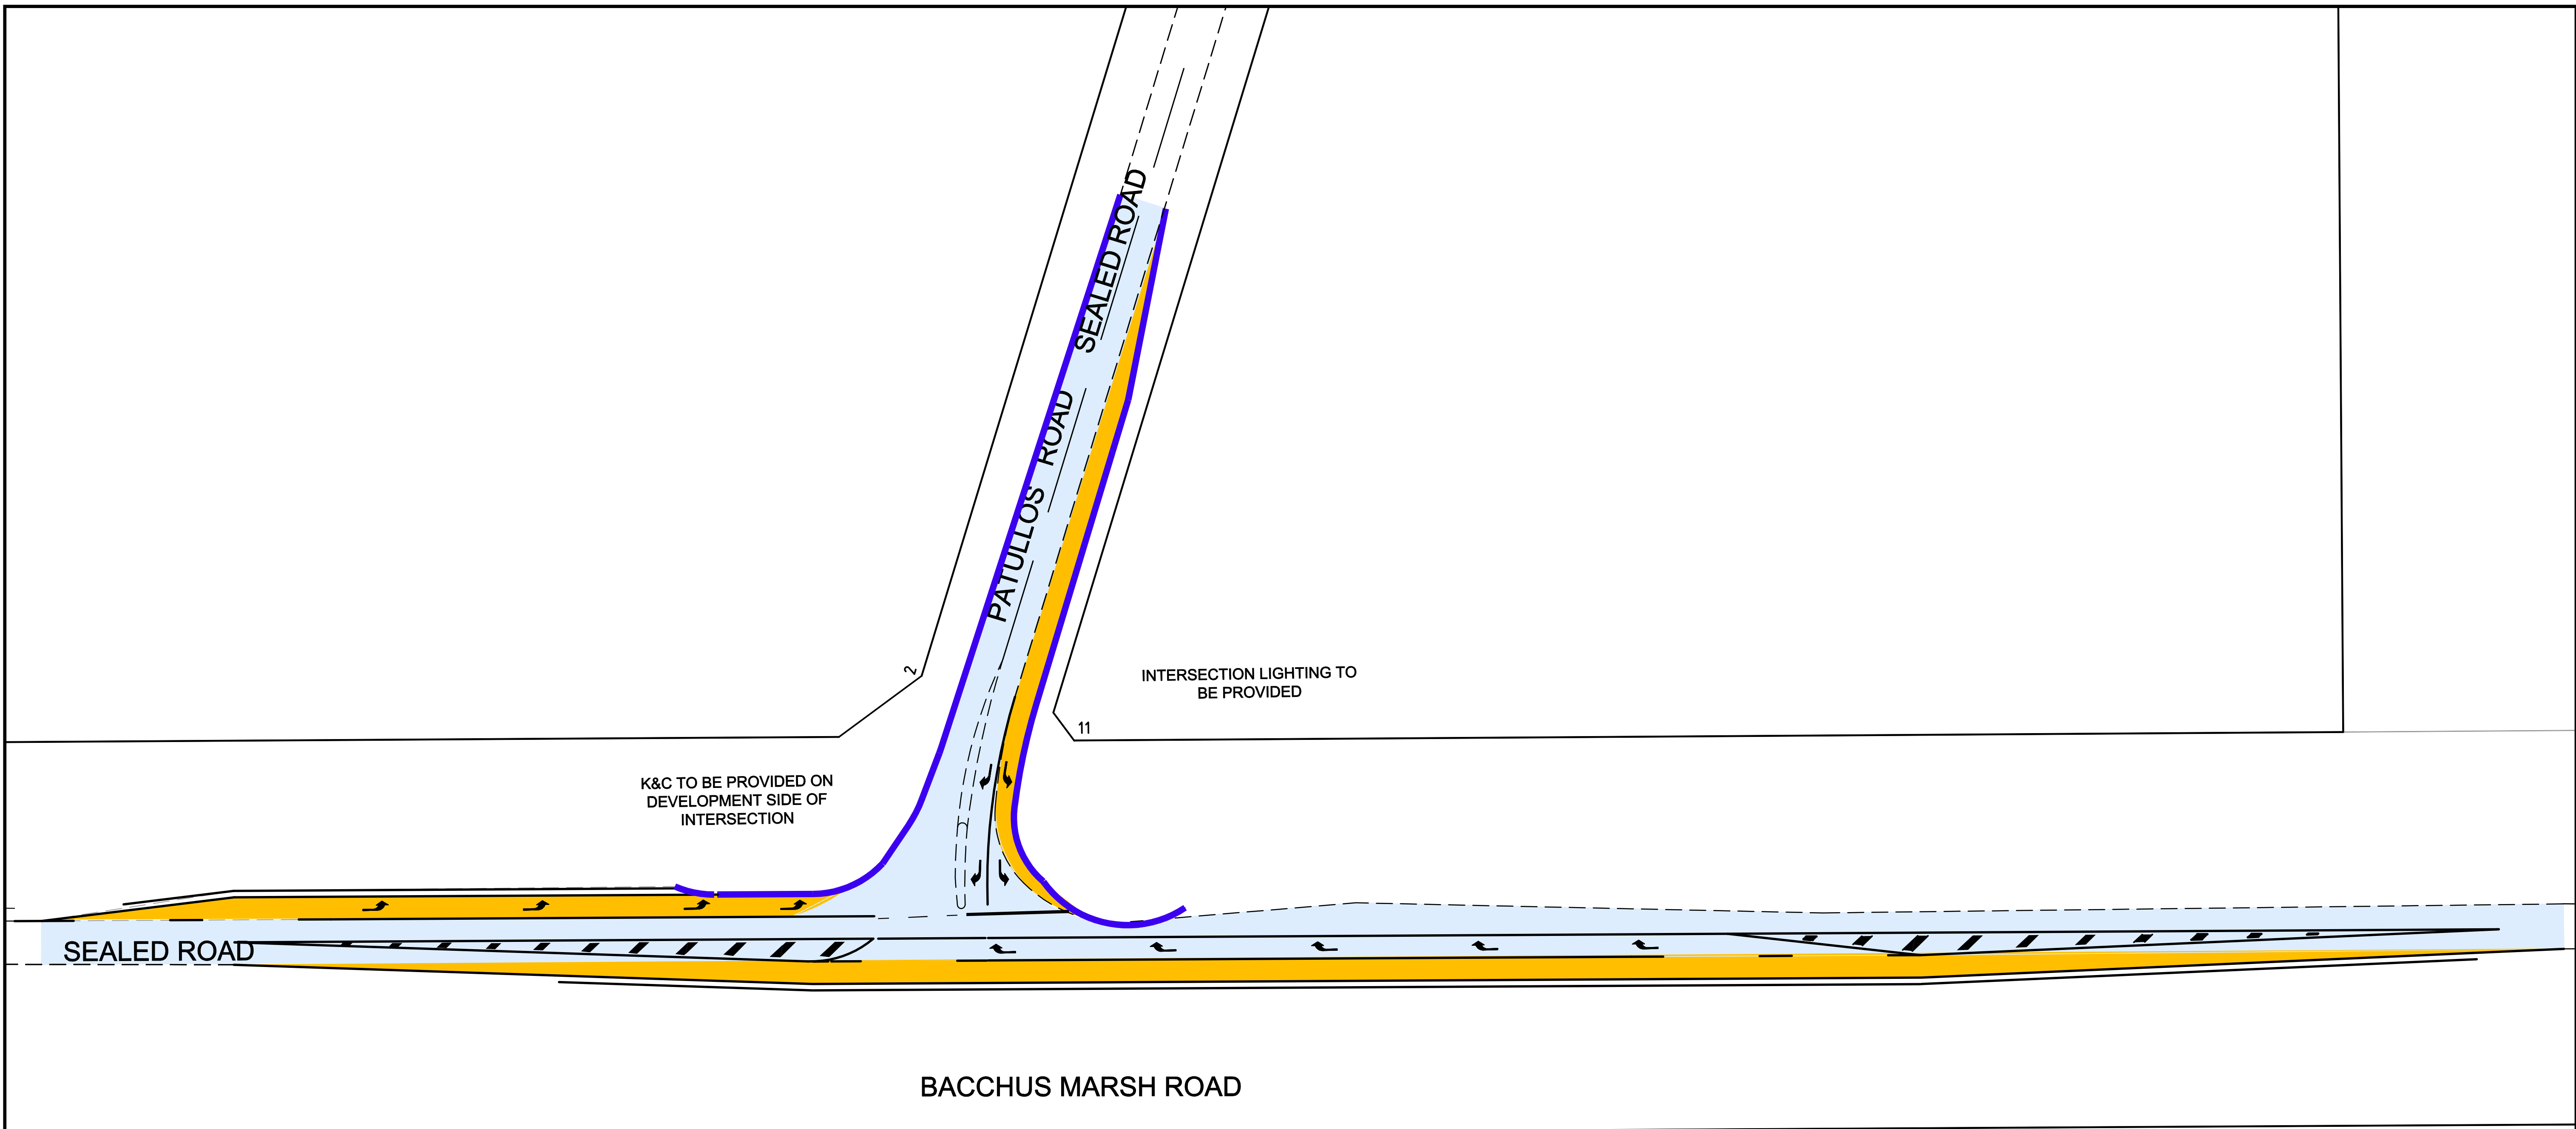 SEALED ROAD
PATULLOS ROAD
2
INTERSECTION LIGHTING TO
BE PROVIDED
11
K&C TO BE PROVIDED ON
DEVELOPMENT SIDE OF
INTERSECTION
SEALED ROAD
BACCHUS MARSH ROAD